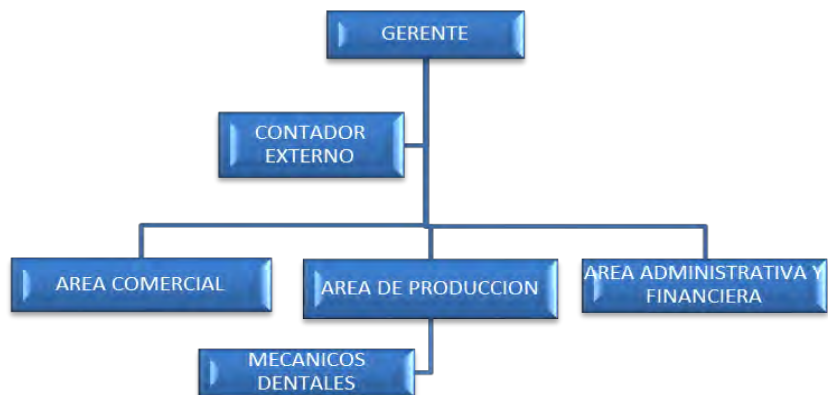 GERENTE
CONTADOR
EXTERNO
AREA COMERCIAL
AREA DE PRODUCCION
AREA ADMINISTRATIVA Y
FINANCIERA
MECANICOS
DENTALES